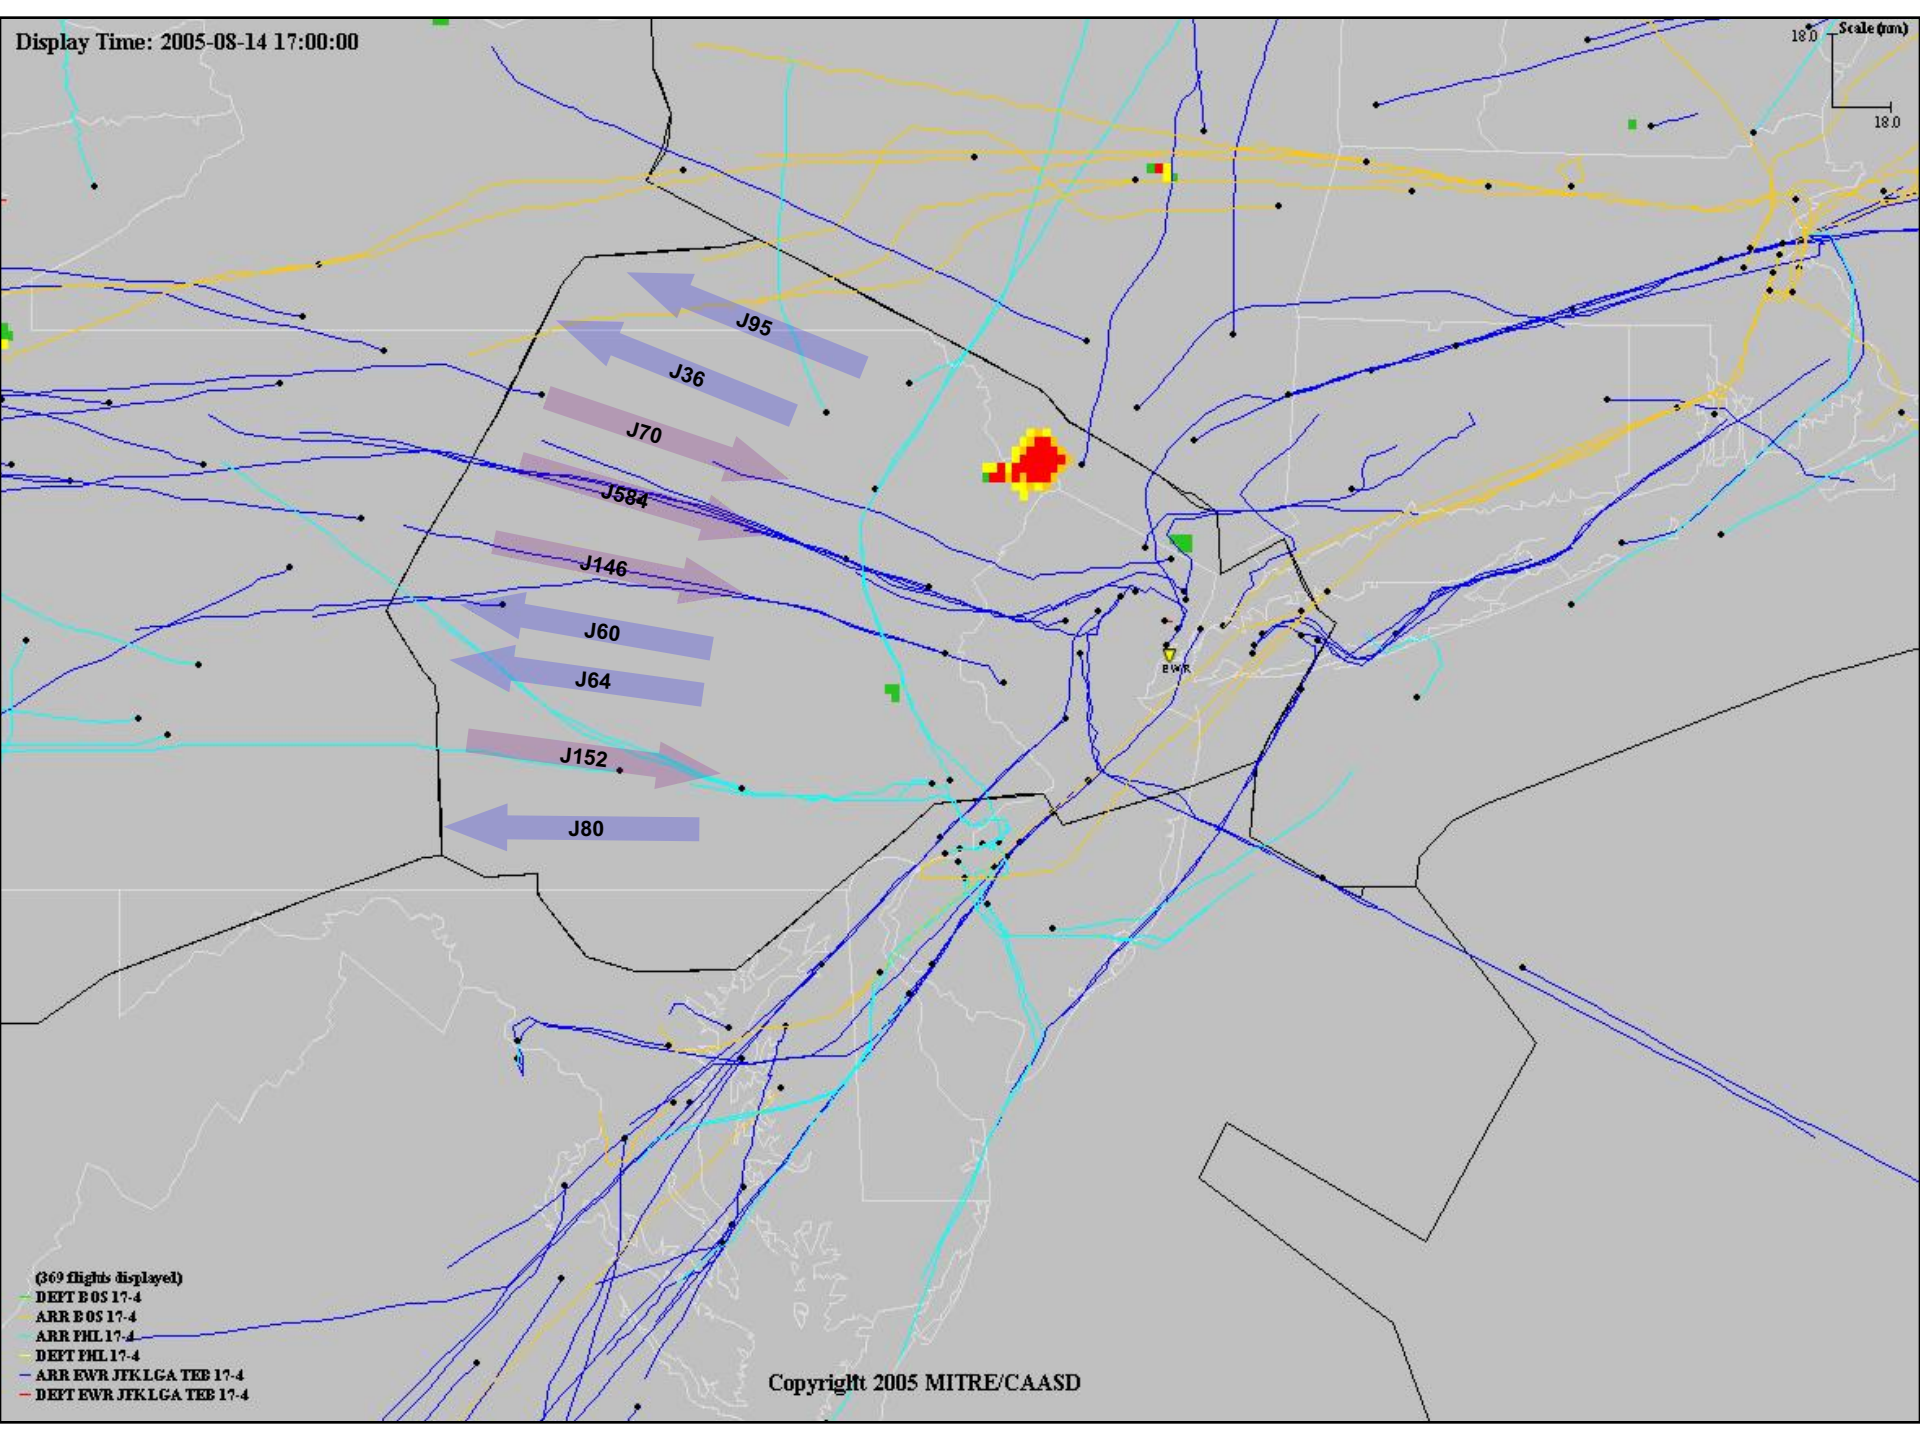 Display Time: 2005-08-14 17:00:00
Scale (nm)
18.0
18.0
J95
J36
J70
J584
J146
J60
J64
J152
J80
EWR
(369 flights displayed)
DEPT BOS 17-4
ARR BOS 17-4
ARR PHL 17-4
DEPT PHL 17-4
ARR EWR JFK LGA TEB 17-4
DEPT EWR JFK LGA TEB 17-4
Copyright 2005 MITRE/CAASD